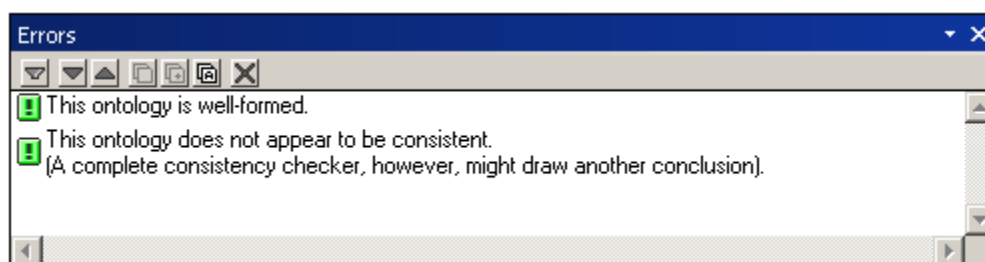 Errors
This ontology is well-formed.
This ontology does not appear to be consistent.
(A complete consistency checker, however, might draw another conclusion).